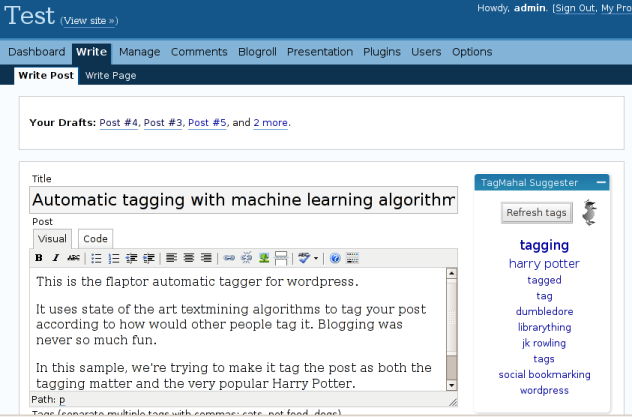 Test (View site »)
Howdy, admin. [Sign Out, My Pro
Dashboard Write Manage Comments Blogroll Presentation Plugins Users Options
Write Post Write Page
Your Drafts: Post #4, Post #3, Post #5, and 2 more.
Title
Automatic tagging with machine learning algorithm
Post
Visual Code
B I ABC ABC
This is the flaptor automatic tagger for wordpress.
It uses state of the art textmining algorithms to tag your post
according to how would other people tag it. Blogging was
never so much fun.
In this sample, we're trying to make it tag the post as both the
tagging matter and the very popular Harry Potter.
Path: p
Tags (separate multiple tags with commas: cats, pet food, dogs)
TagMahal Suggester
Refresh tags
tagging
harry potter
tagged
tag
dumbledore
librarything
jk rowling
tags
social bookmarking
wordpress